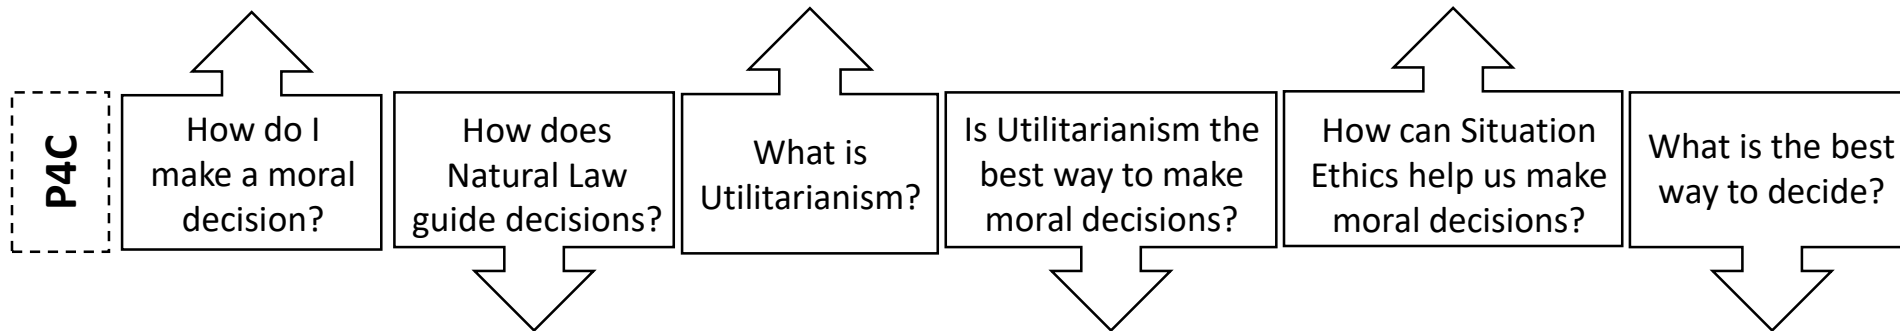 P4C
How do I
make a moral
decision?
How does
Natural Law
guide decisions?
What is
Utilitarianism?
Is Utilitarianism the
best way to make
moral decisions?
How can Situation
Ethics help us make
moral decisions?
What is the best
way to decide?